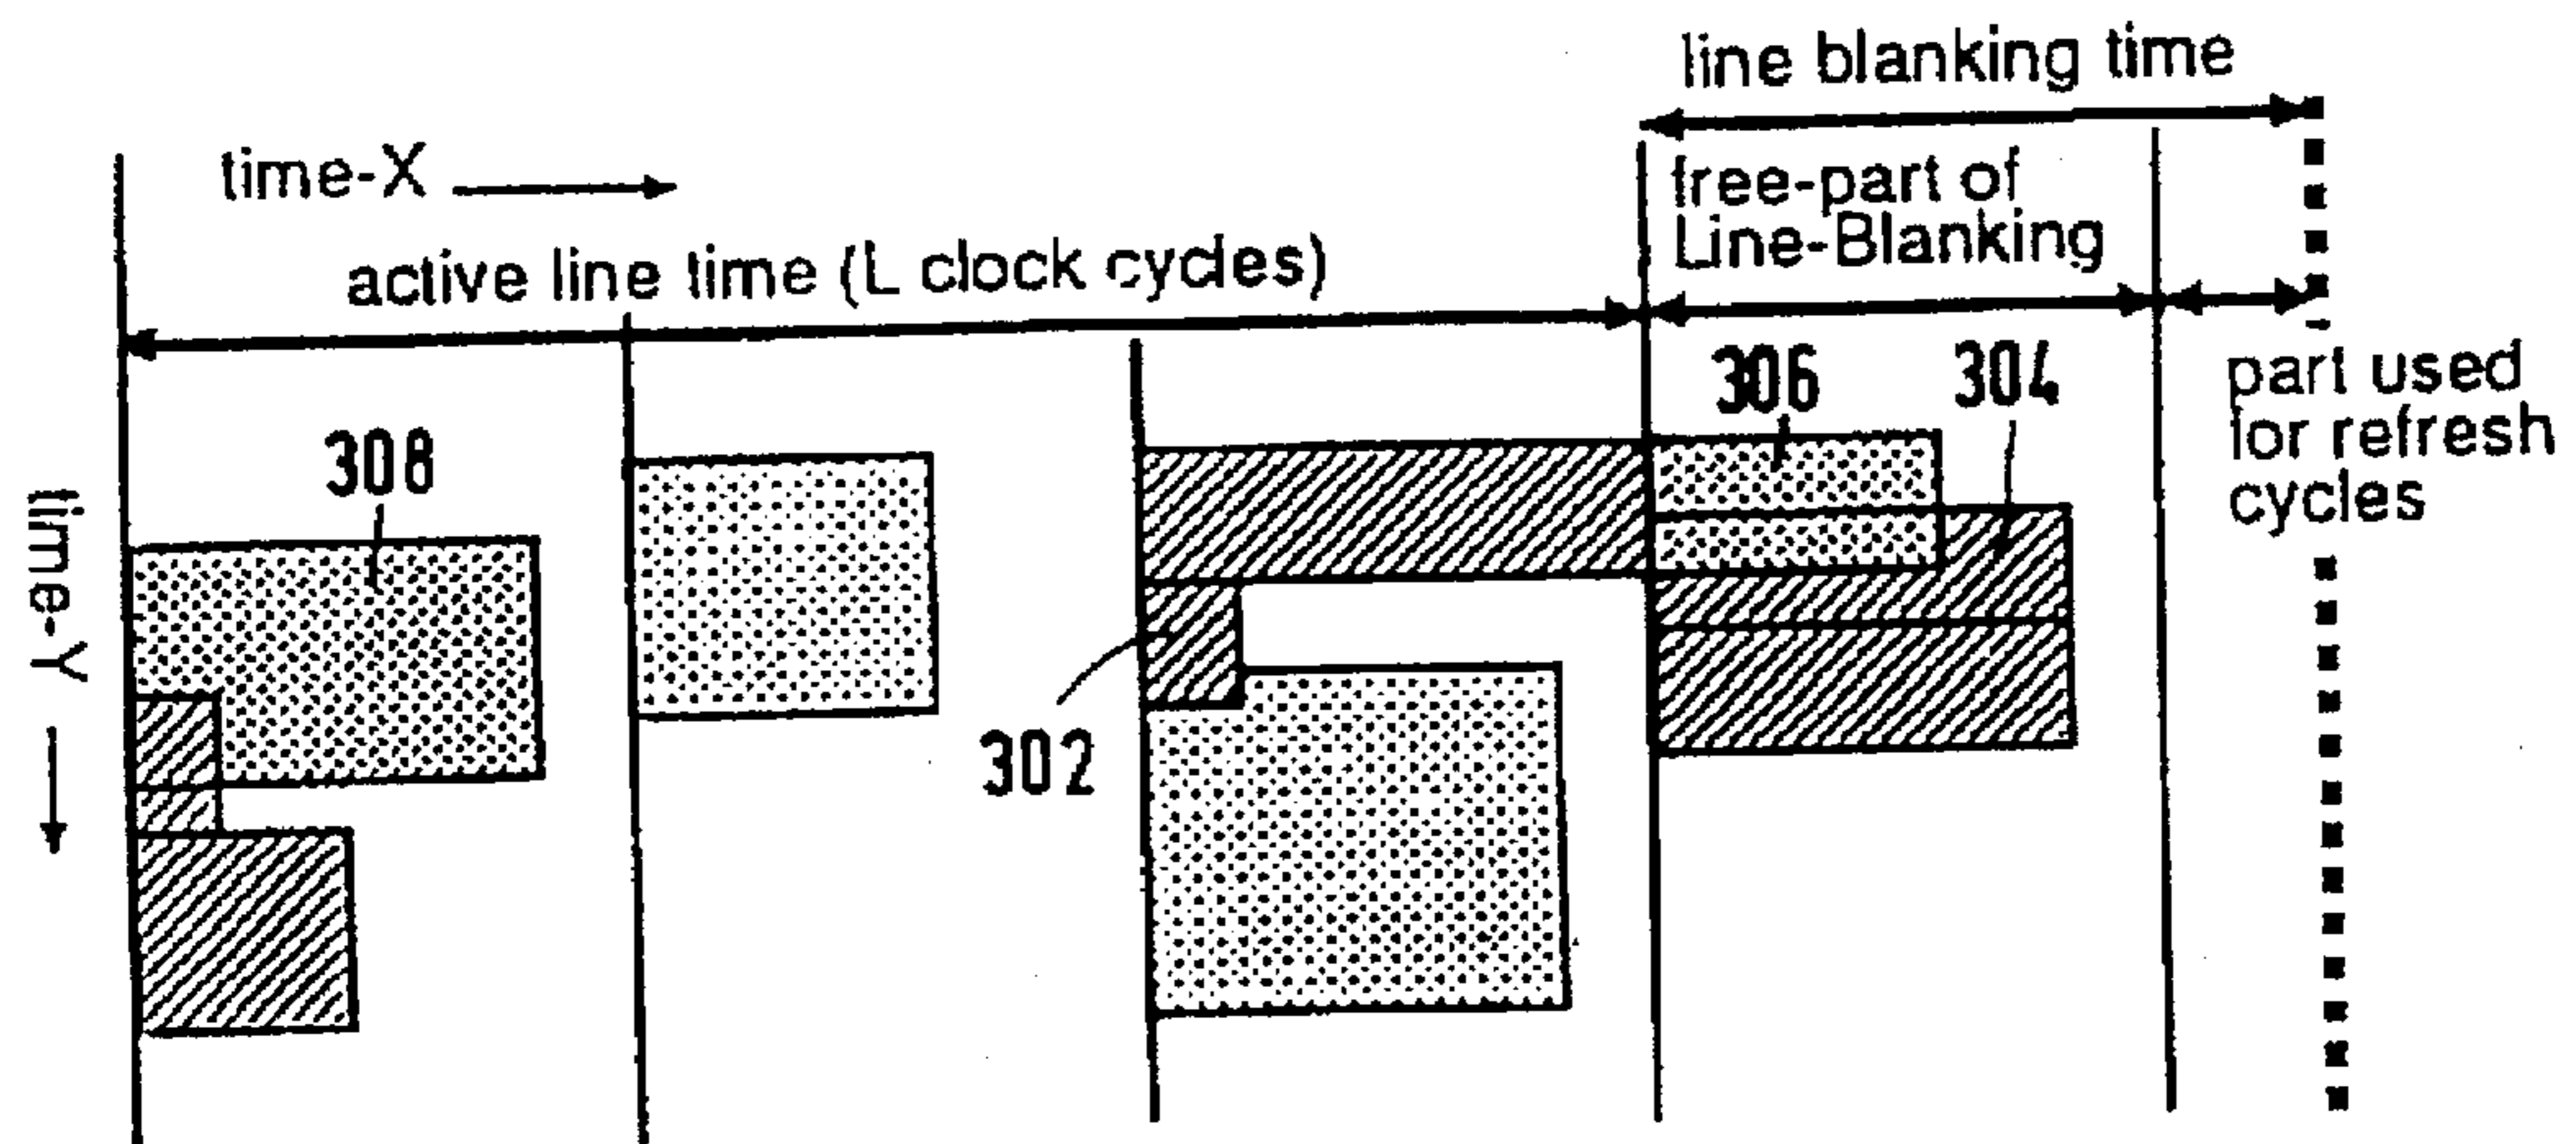 line blanking time
time-X
free-part of
Line-Blanking
active line time (L clock cycles)
306
304
part used
for refresh
cycles
308
time-Y
302